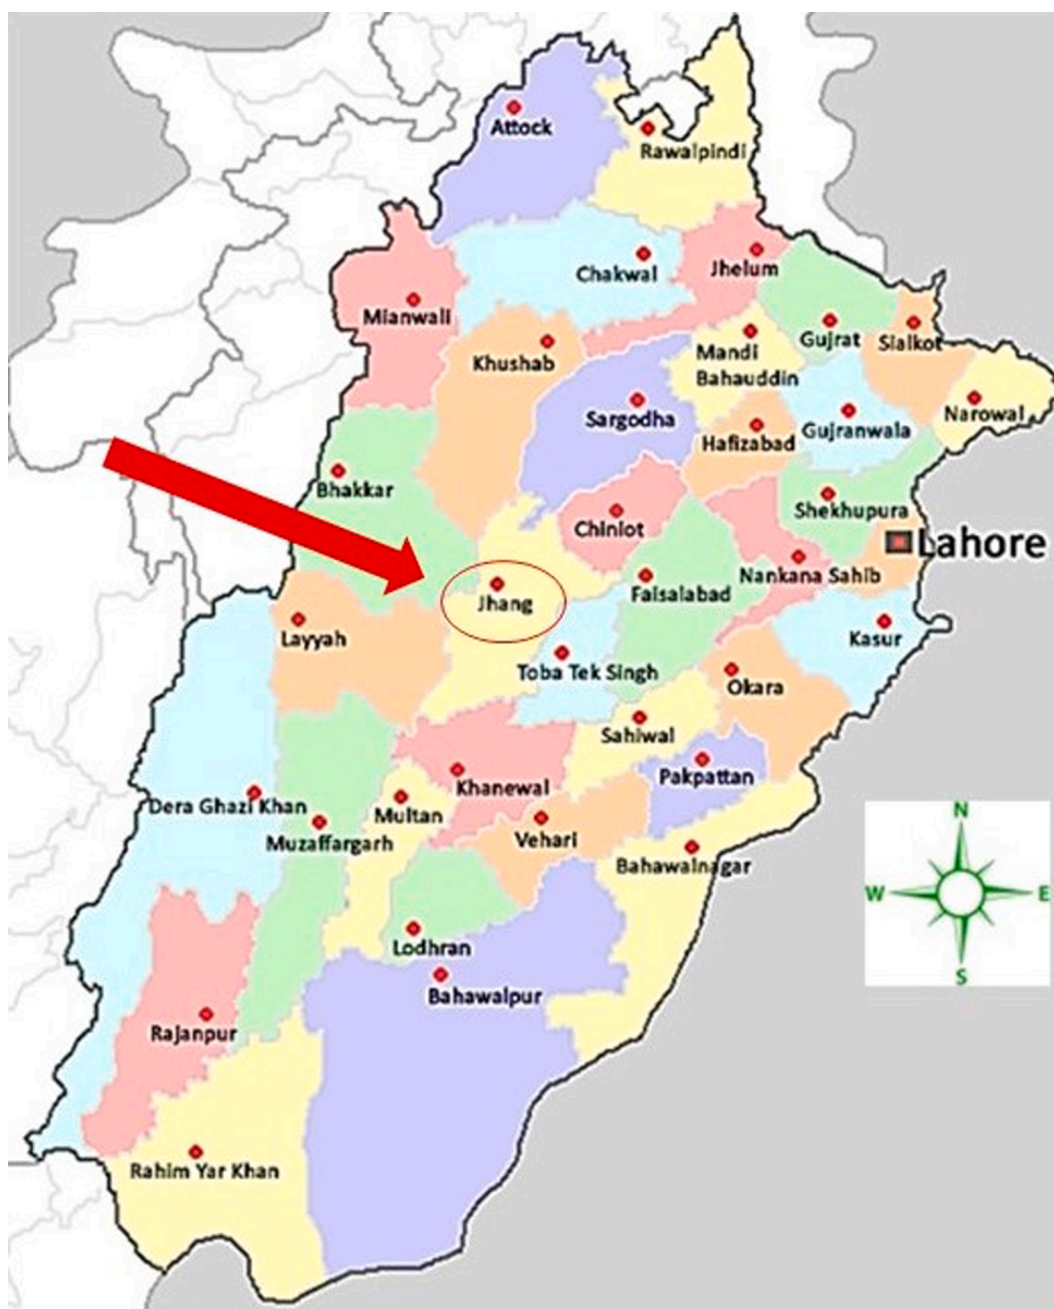 Attock
Rawalpindi
Chakwal
Jhelum
Mianwali
Khushab
Mandi
Bahauddin
Gujrat
Sialkot
Sargodha
Hafizabad
Gujranwala
Narowal
Bhakkar
Chiniot
Shekhupura
Lahore
Jhang
Faisalabad
Nankana Sahib
Layyah
Toba Tek Singh
Kasur
Okara
Sahiwal
Pakpattan
Dera Ghazi Khan
Muzaffargarh
Multan
Khanewal
Vehari
Bahawalnagar
N
W
E
S
Lodhran
Bahawalpur
Rajanpur
Rahim Yar Khan